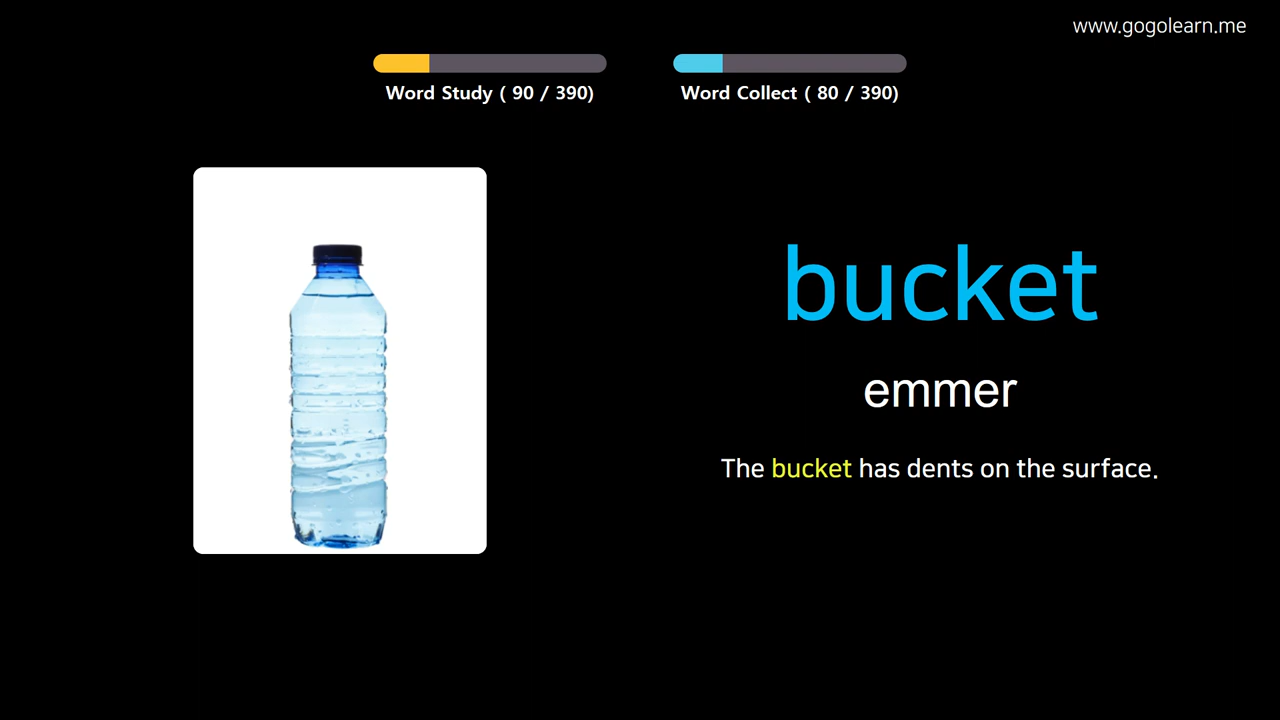 www.gogolearn.me
Word Study ( 90 / 390)
Word Collect ( 80 / 390)
bucket
emmer
The bucket has dents on the surface.